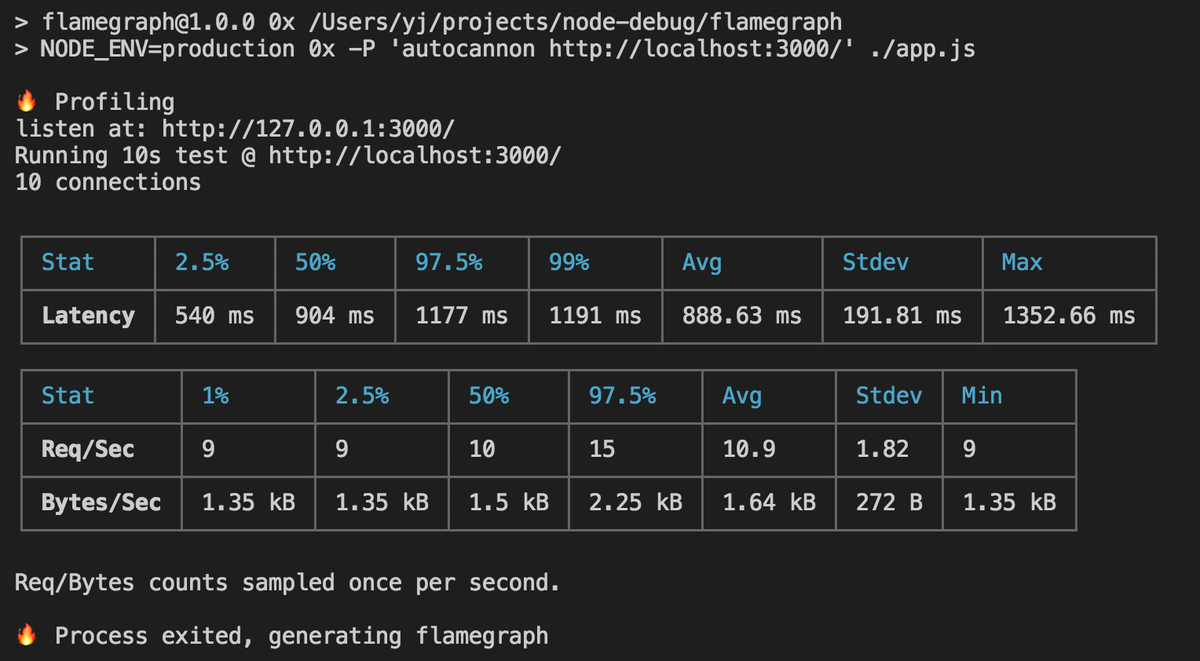 > flamegraph@1.0.0 0x /Users/yj/projects/node-debug/flamegraph
> NODE_ENV=production 0x -P 'autocannon http://localhost:3000/' ./app.js
🔥 Profiling
listen at: http://127.0.0.1:3000/
Running 10s test @ http://localhost:3000/
10 connections
Stat 2.5% 50% 97.5% 99% Avg Stdev Max
Latency 540 ms 904 ms 1177 ms 1191 ms 888.63 ms 191.81 ms 1352.66 ms
Stat 1% 2.5% 50% 97.5% Avg Stdev Min
Req/Sec 9 9 10 15 10.9 1.82 9
Bytes/Sec 1.35 kB 1.35 kB 1.5 kB 2.25 kB 1.64 kB 272 B 1.35 kB
Req/Bytes counts sampled once per second.
🔥 Process exited, generating flamegraph